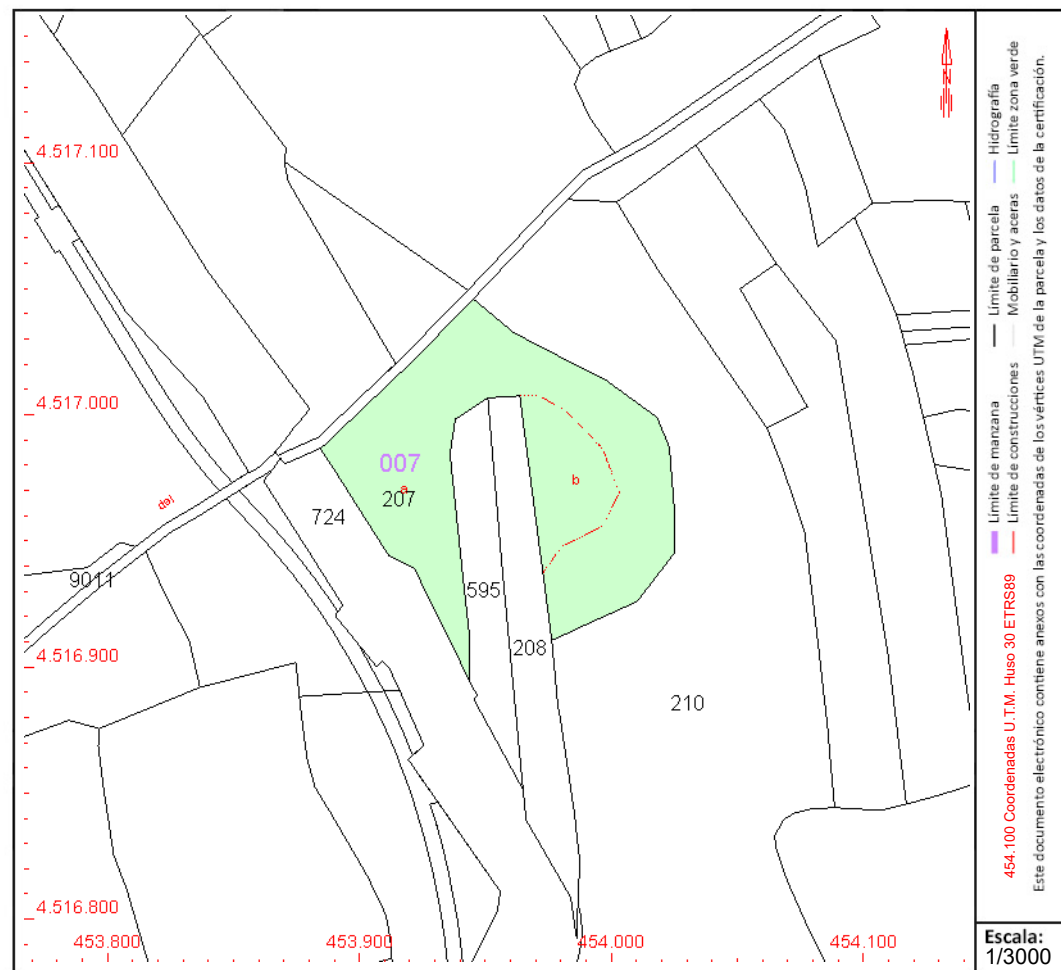 4.517.100
4.517.000
007
a
207
b
724
del
9011
595
208
4.516.900
210
4.516.800
453.800
453.900
454.000
454.100
N
Límite de manzana
Límite de parcela
Hidrografía
Límite de construcciones
Mobiliario y aceras
Límite zona verde
454.100 Coordenadas U.T.M. Huso 30 ETRS89
Este documento electrónico contiene anexos con las coordenadas de los vértices UTM de la parcela y los datos de la certificación.
Escala:
1/3000